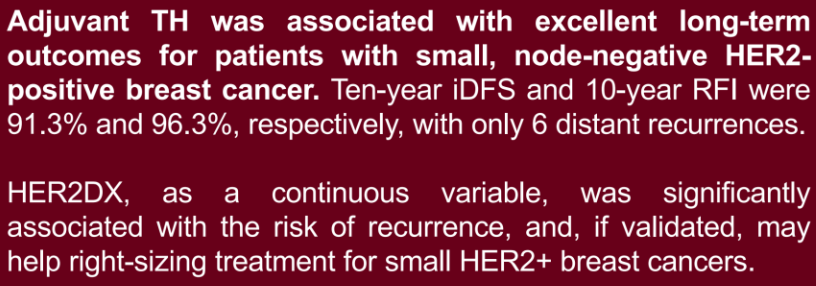 Adjuvant TH was associated with excellent long-term
outcomes for patients with small, node-negative HER2-
positive breast cancer. Ten-year iDFS and 10-year RFI were
91.3% and 96.3%, respectively, with only 6 distant recurrences.
HER2DX, as a continuous variable, was significantly
associated with the risk of recurrence, and, if validated, may
help right-sizing treatment for small HER2+ breast cancers.